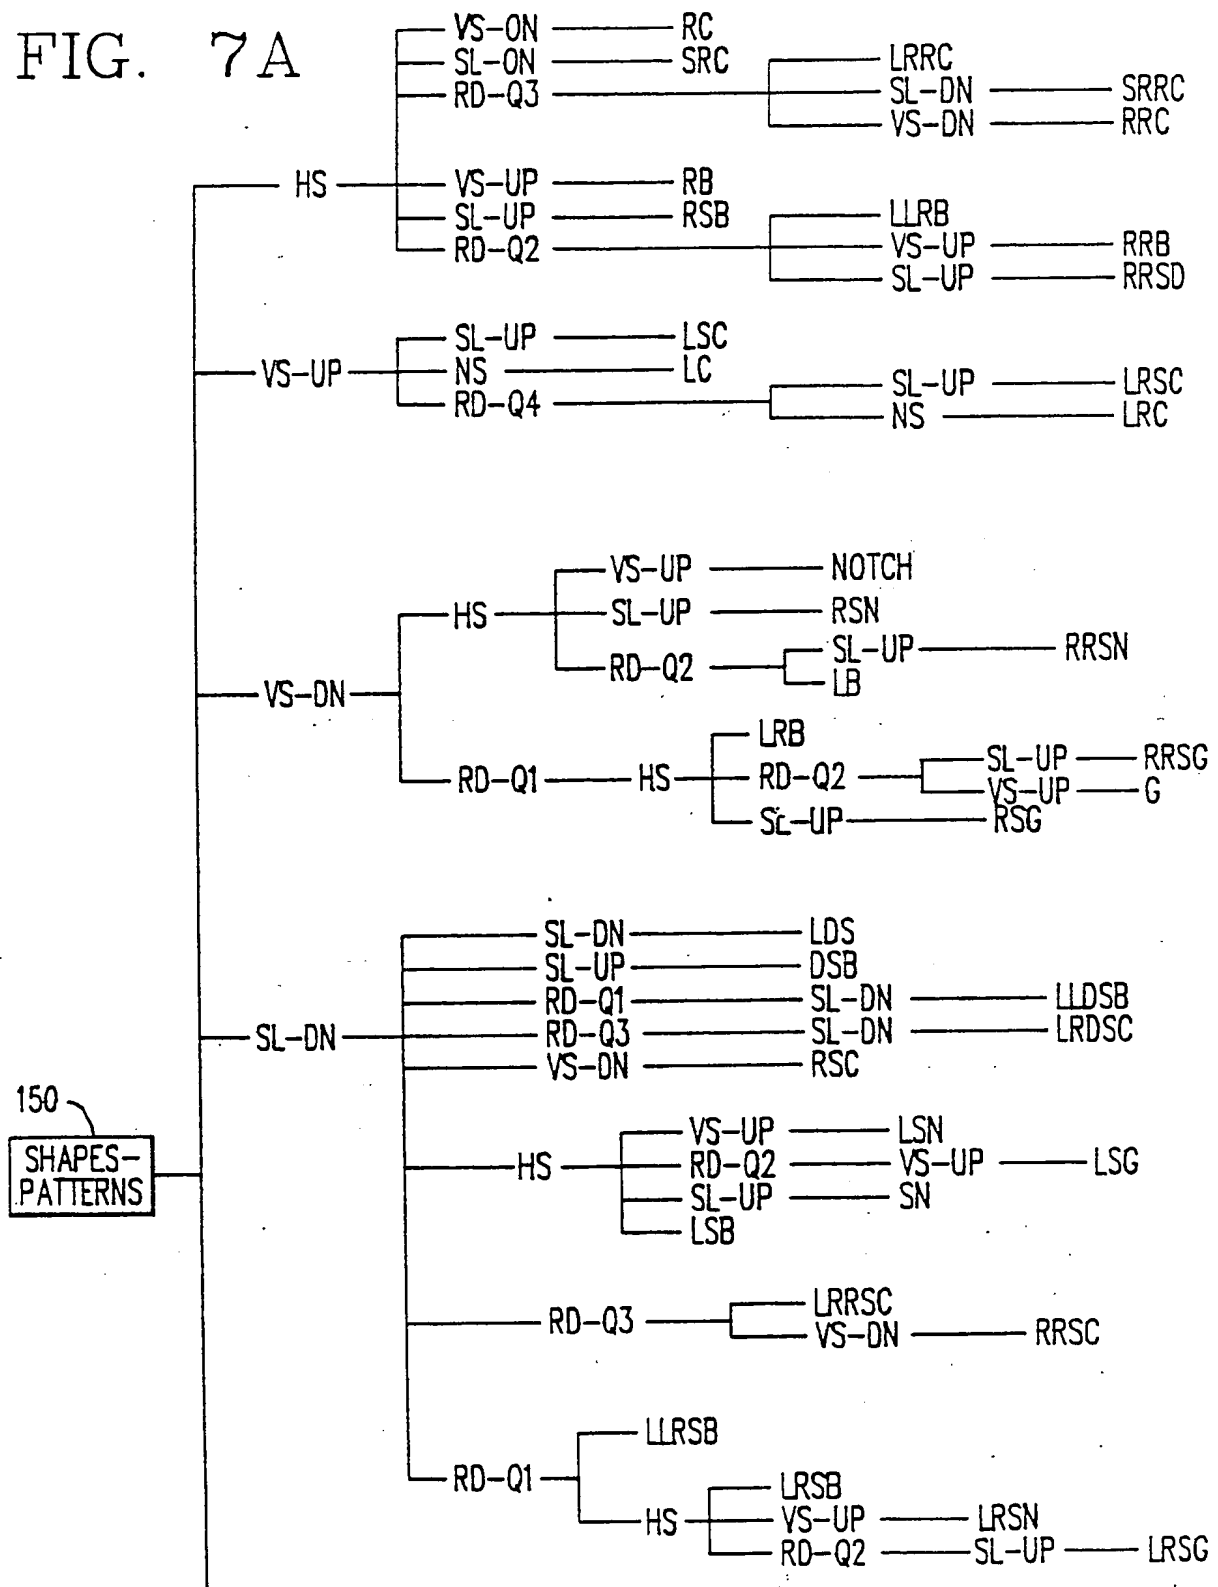 FIG. 7A
VS-ON RC
SL-ON SRC
RD-Q3 LRRC
SL-DN SRRC
VS-DN RRC
HS
VS-UP RB
SL-UP RSB
RD-Q2 LLRB
VS-UP RRB
SL-UP RRSD
VS-UP
SL-UP LSC
NS LC
RD-Q4 SL-UP LRSC
NS LRC
VS-DN
HS
VS-UP NOTCH
SL-UP RSN
RD-Q2 SL-UP RRSN
LB
RD-Q1 HS
LRB
RD-Q2 SL-UP RRSG
VS-UP G
SL-UP RSG
SL-DN
SL-DN LDS
SL-UP DSB
RD-Q1 SL-DN LLDSB
RD-Q3 SL-DN LRDSC
VS-DN RSC
150
SHAPES-
PATTERNS
HS
VS-UP LSN
RD-Q2 VS-UP LSG
SL-UP SN
LSB
RD-Q3 LRRSC
VS-DN RRSC
RD-Q1 LLRSB
HS
LRSB
VS-UP LRSN
RD-Q2 SL-UP LRSG